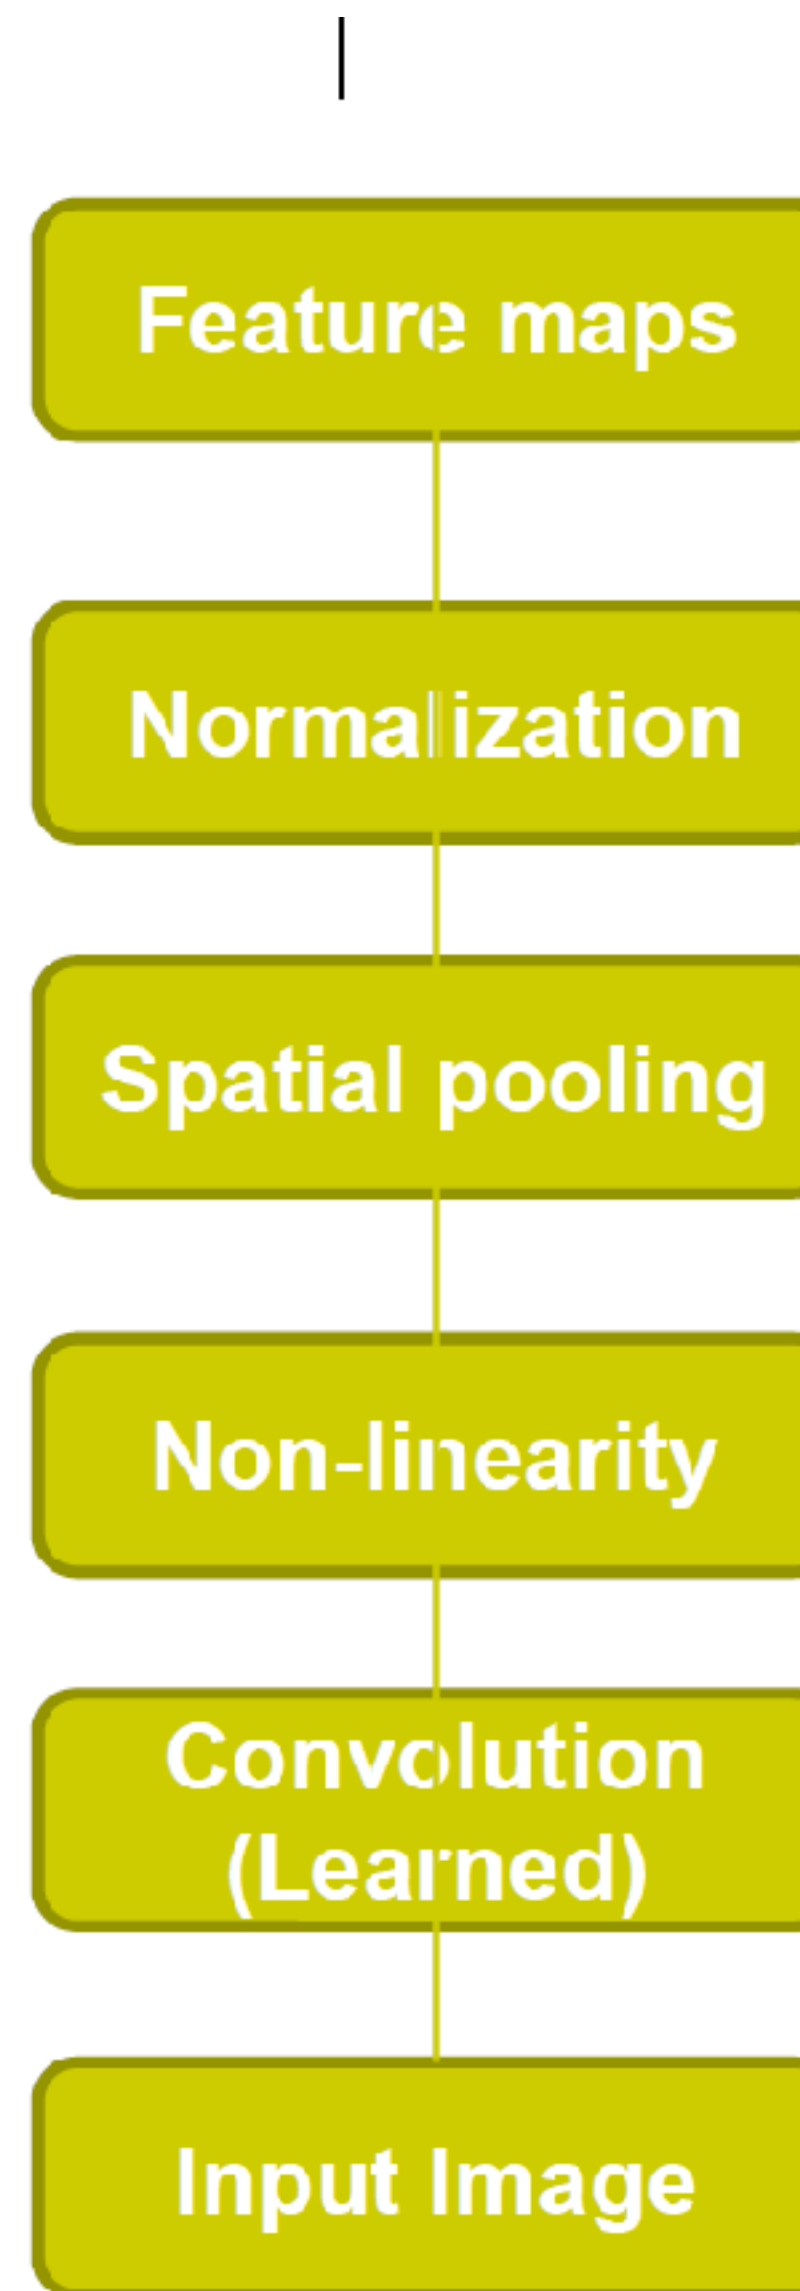 Feature maps
Normalization
Spatial pooling
Non-linearity
Convolution
(Learned)
Input Image